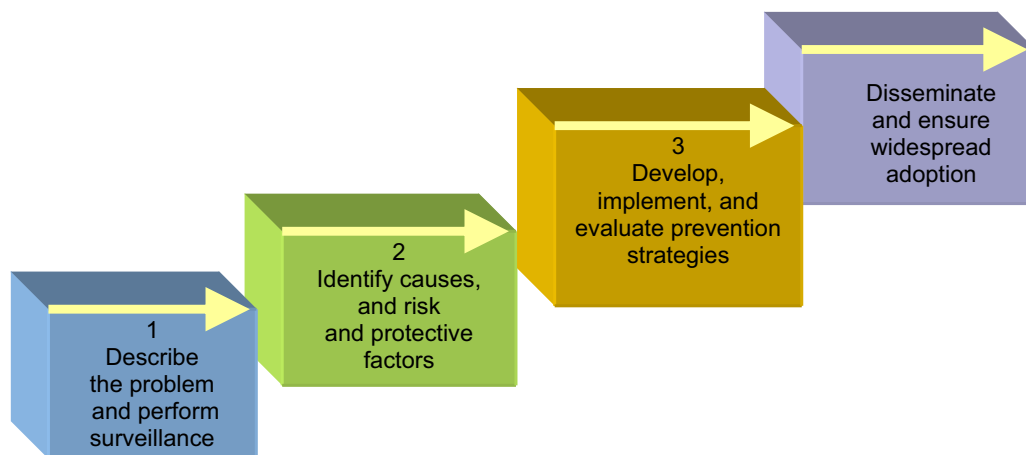 1
Describe
the problem
and perform
surveillance
2
Identify causes,
and risk
and protective
factors
3
Develop,
implement, and
evaluate prevention
strategies
Disseminate
and ensure
widespread
adoption